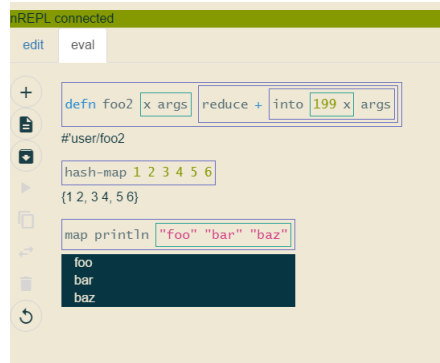 nREPL connected
edit eval
defn foo2 x args reduce + into 199 x args
#'user/foo2
hash-map 1 2 3 4 5 6
{1 2, 3 4, 5 6}
map println "foo" "bar" "baz"
foo
bar
baz